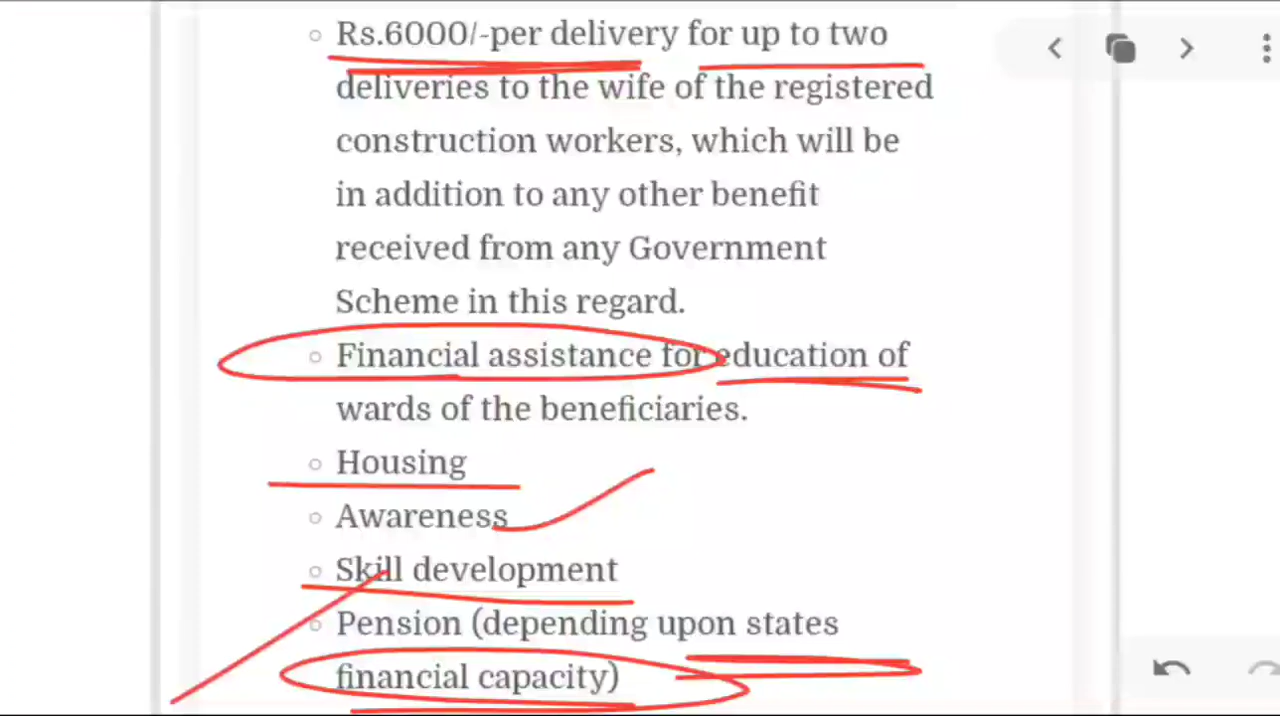 Rs.6000/-per delivery for up to two
deliveries to the wife of the registered
construction workers, which will be
in addition to any other benefit
received from any Government
Scheme in this regard.
Financial assistance for education of
wards of the beneficiaries.
Housing
Awareness
Skill development
Pension (depending upon states
financial capacity)